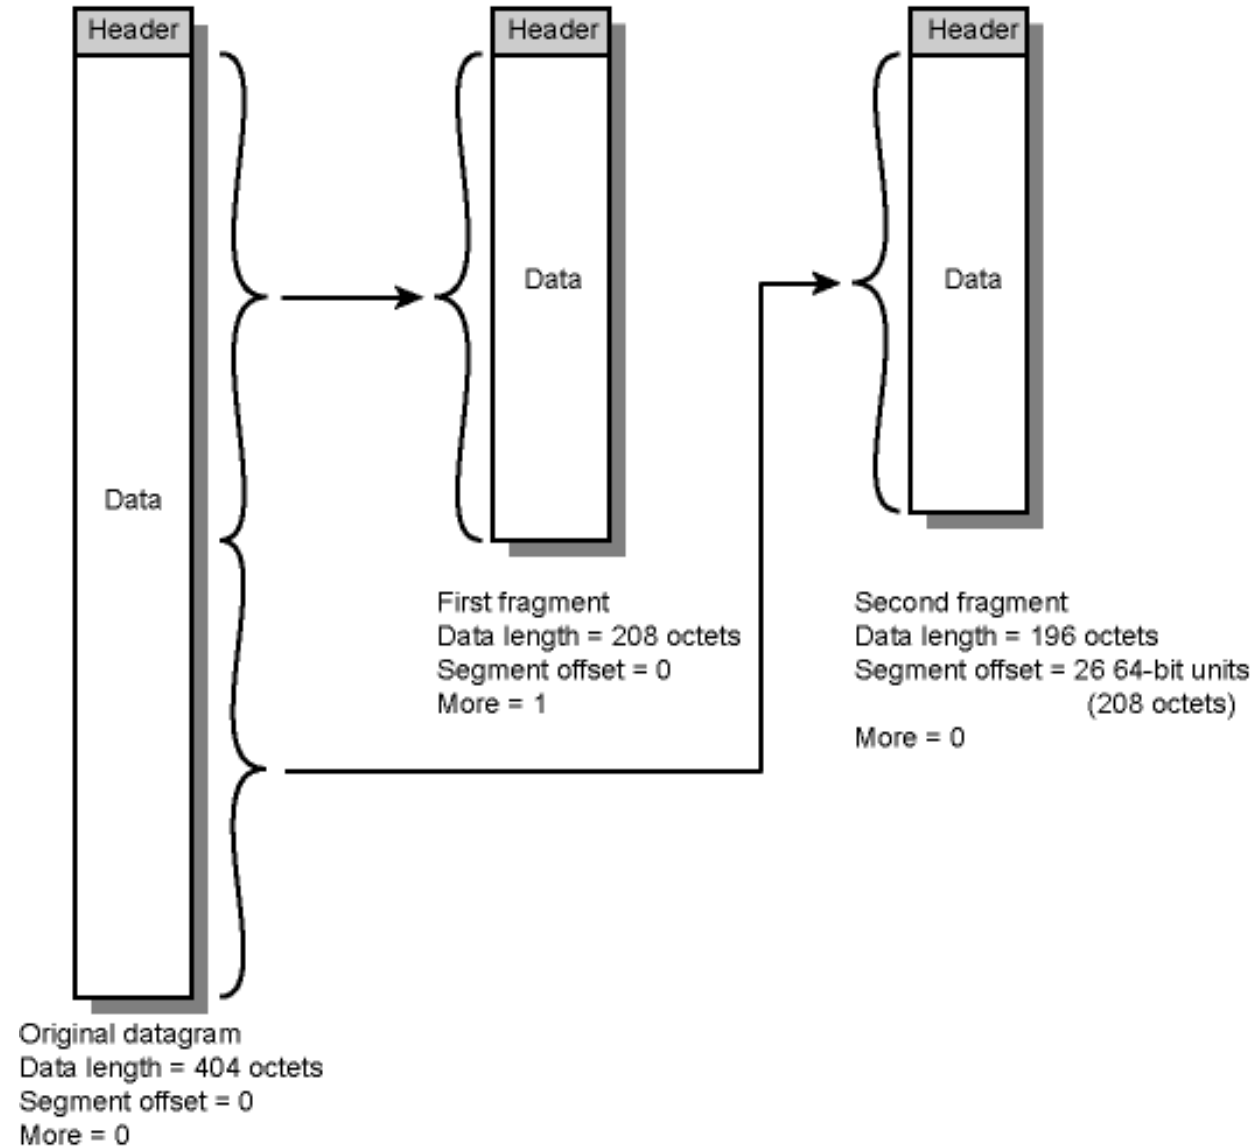 Header
Header
Header
Data
Data
Data
First fragment
Data length = 208 octets
Segment offset = 0
More = 1
Second fragment
Data length = 196 octets
Segment offset = 26 64-bit units
(208 octets)
More = 0
Original datagram
Data length = 404 octets
Segment offset = 0
More = 0